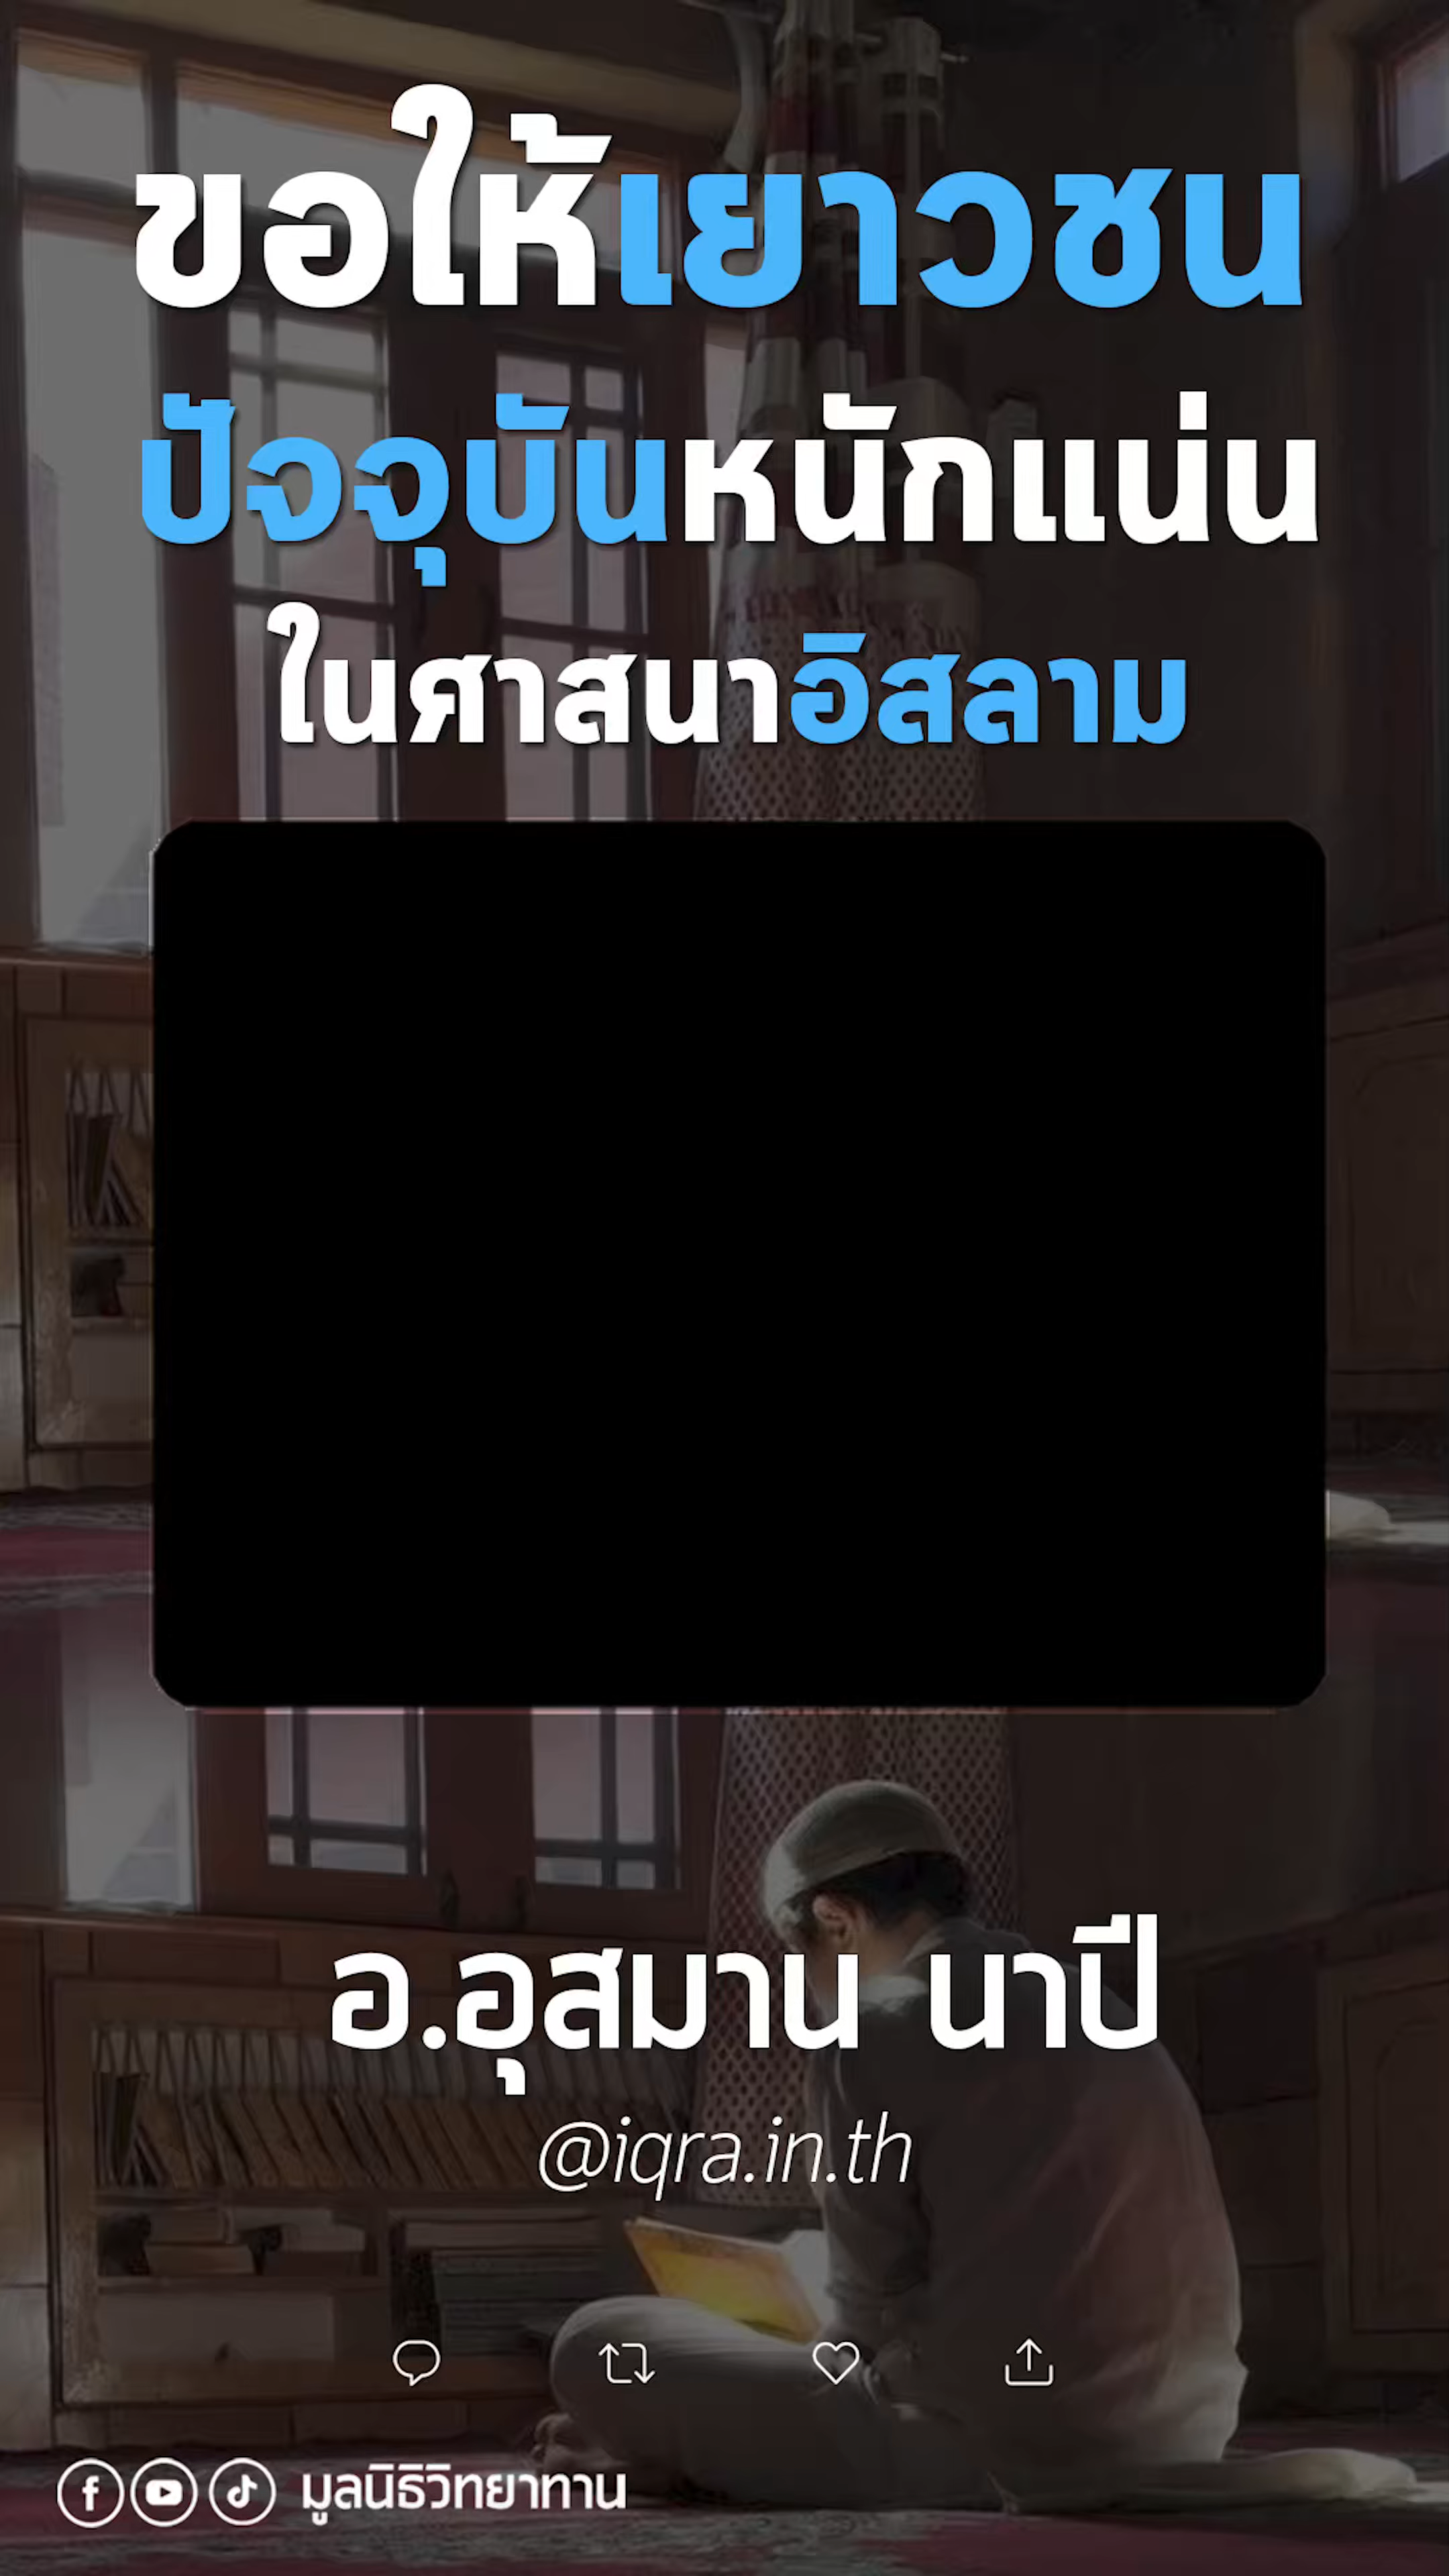 ขอให้เยาวชน
ปัจจุบันหนักแน่น
ในศาสนาอิสลาม
อ.อุสมาน นาปี
@iqra.in.th
มูลนิธิวิทยาทาน